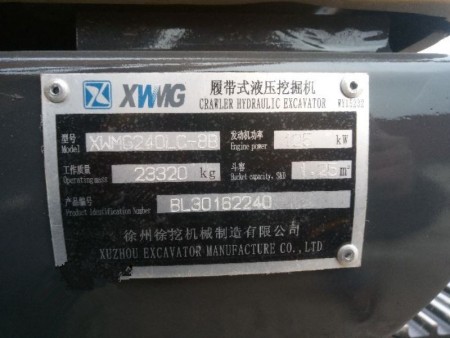 XWMG 履带式液压挖掘机
CRAWLER HYDRAULIC EXCAVATOR
型号 XWMG240LC-8B 发动机功率 kW
Model Engine power
工作质量 23320 kg 斗容 1.25 m³
Operating mass Bucket capacity, SAD
产品编号 BL30162240
Product identification Number
徐州徐挖机械制造有限公司
XUZHOU EXCAVATOR MANUFACTURE CO.,LTD